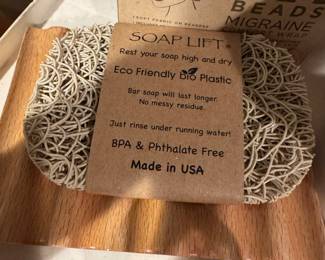 BEADS
MIGRAINE
WRAP
SOAP LIFT®
Rest your soap high and dry
Eco Friendly Bio Plastic
Bar soap will last longer.
No messy residue.
Just rinse under running water!
BPA & Phthalate Free
Made in USA